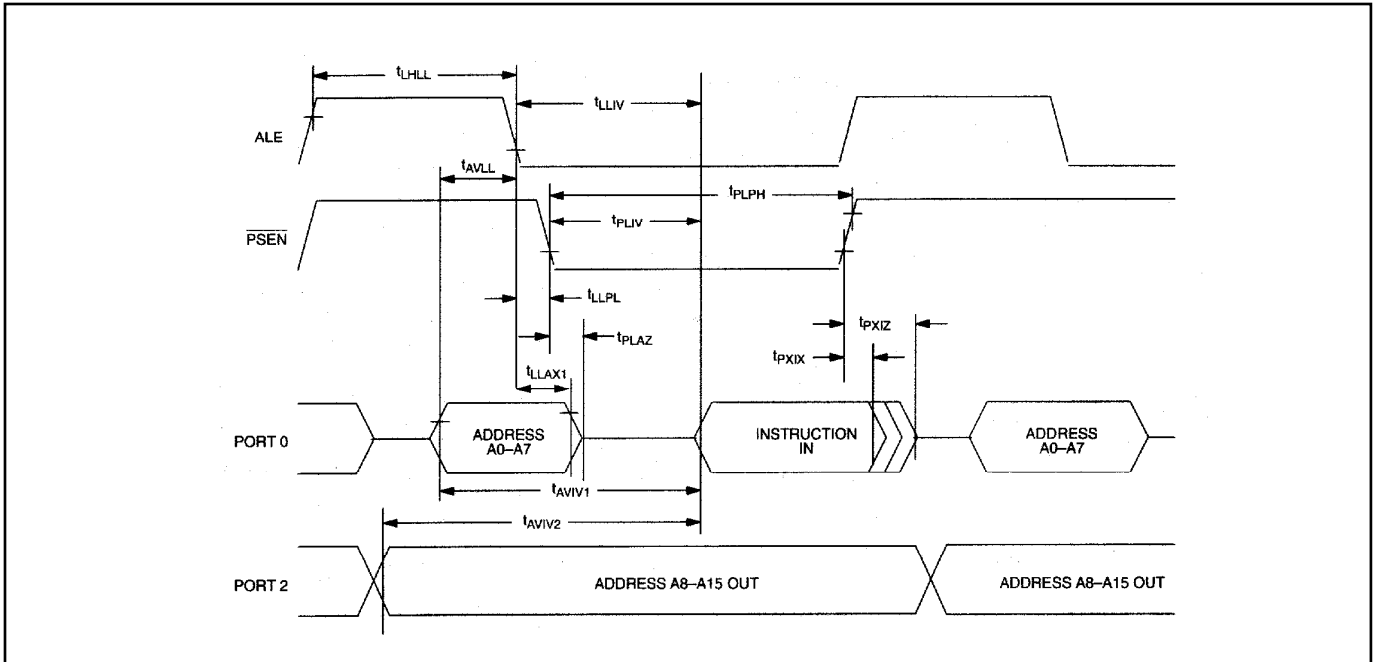 tLHLL
tLLIV
ALE
tAVLL
tPLPH
PSEN
tPLIV
tLLPL
tPLAZ
tPXIZ
tPXIX
tLLAX1
PORT 0
ADDRESS
A0–A7
INSTRUCTION
IN
ADDRESS
A0–A7
tAVIV1
tAVIV2
PORT 2
ADDRESS A8–A15 OUT
ADDRESS A8–A15 OUT